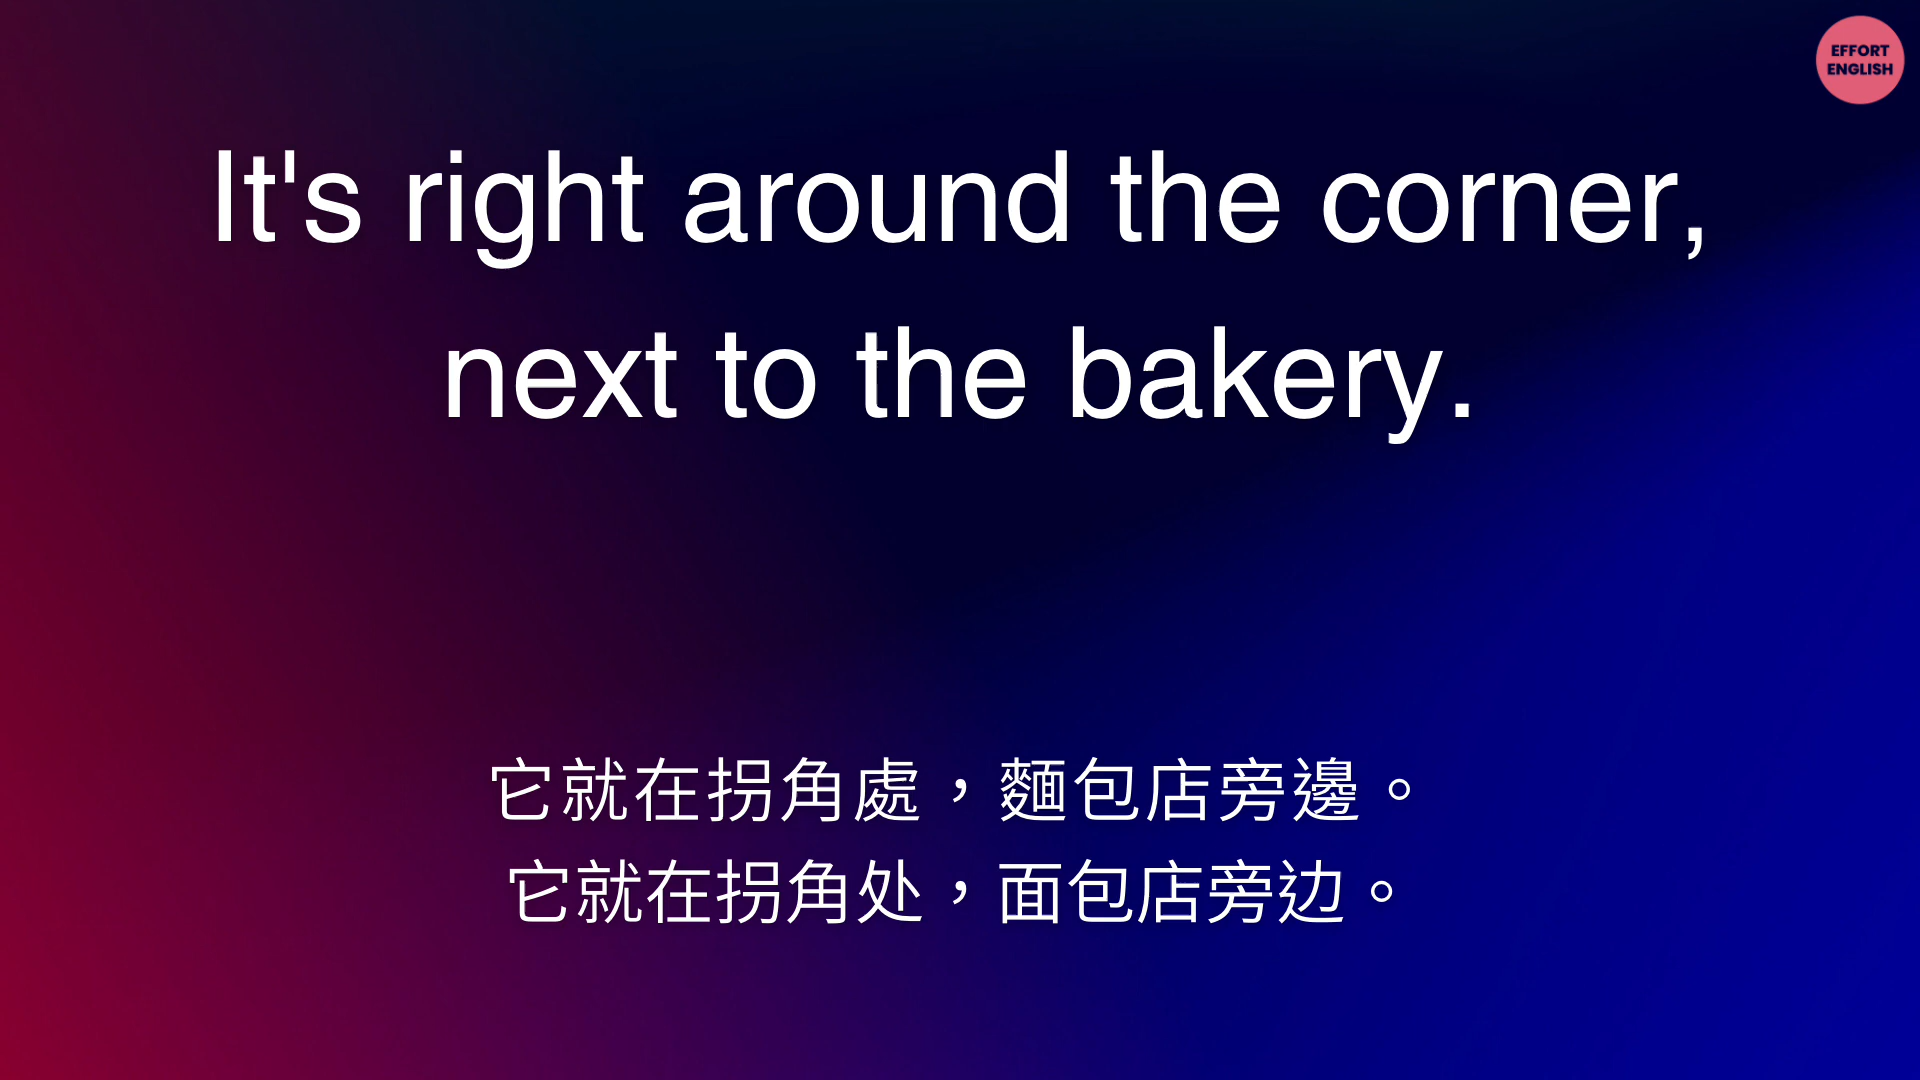 EFFORT
ENGLISH
It's right around the corner,
next to the bakery.
它就在拐角處，麵包店旁邊。
它就在拐角处，面包店旁边。